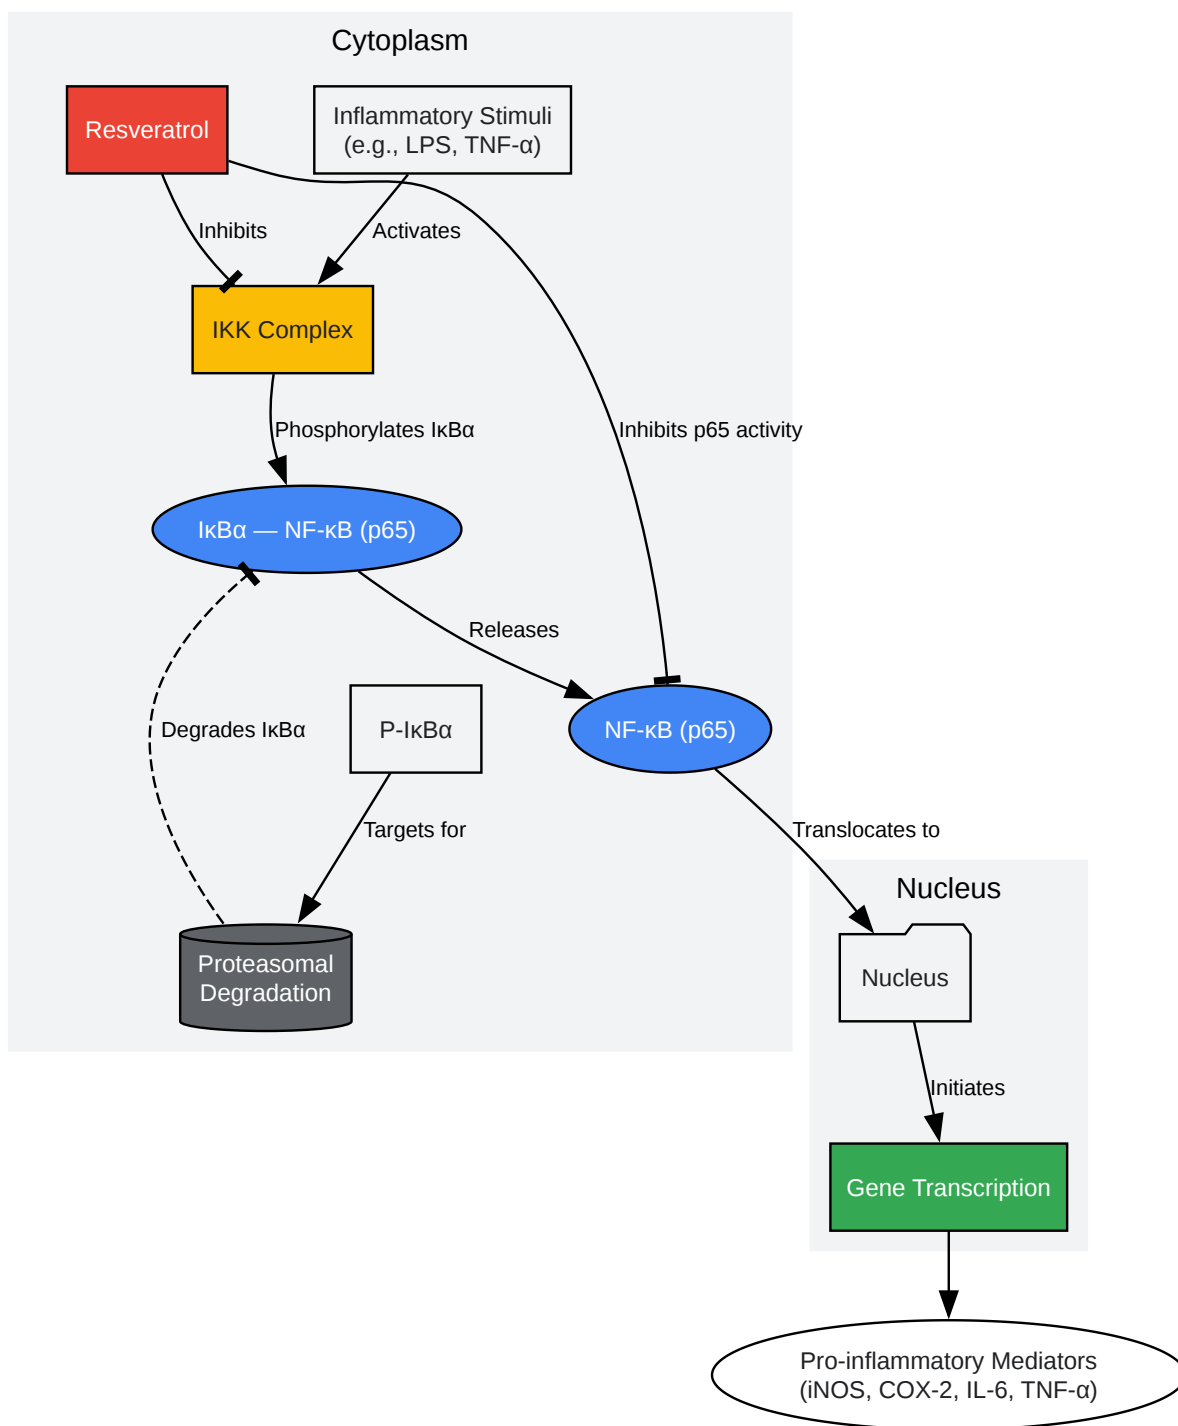 Cytoplasm
Resveratrol
Inflammatory Stimuli
(e.g., LPS, TNF-α)
Inhibits
Activates
IKK Complex
Phosphorylates IκBα
Inhibits p65 activity
IκBα — NF-κB (p65)
Releases
Degrades IκBα
P-IκBα
NF-κB (p65)
Targets for
Translocates to
Proteasomal
Degradation
Nucleus
Nucleus
Initiates
Gene Transcription
Pro-inflammatory Mediators
(iNOS, COX-2, IL-6, TNF-α)